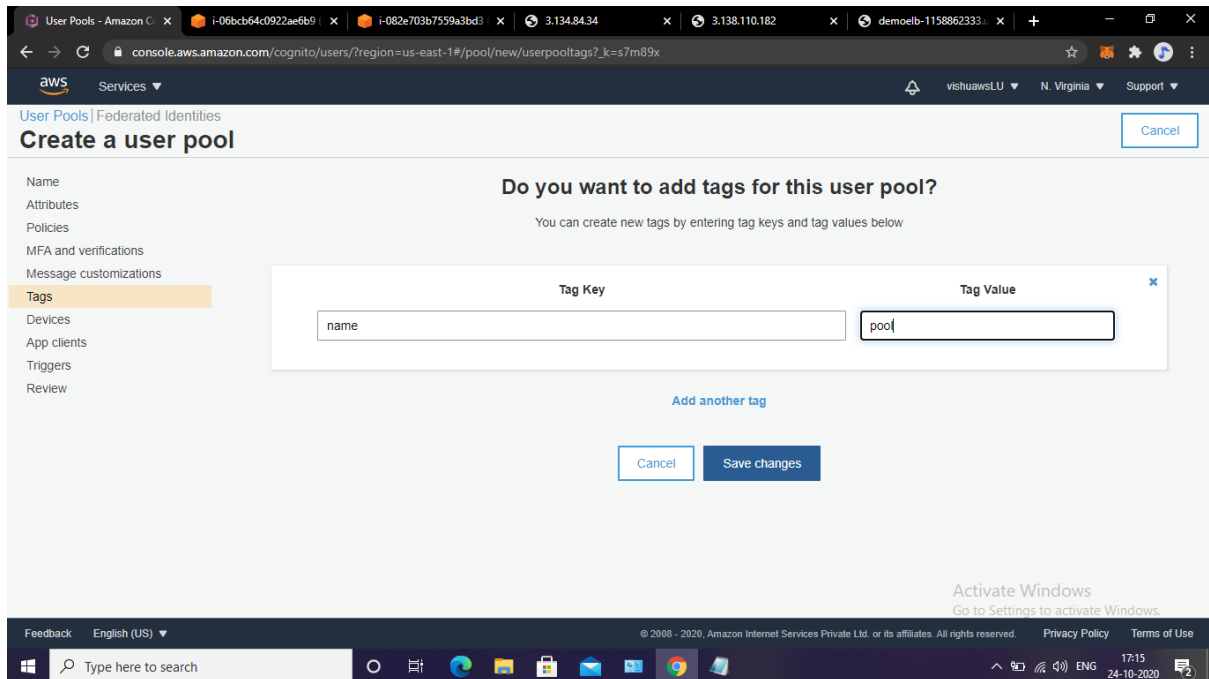 User Pools - Amazon C
i-06bcb64c0922ae6b9 (
i-082e703b7559a3bd3
3.134.84.34
3.138.110.182
demoelb-1158862333.u
console.aws.amazon.com/cognito/users/?region=us-east-1#/pool/new/userpooltags?_k=s7m89x
aws
Services
vishuawsLU
N. Virginia
Support
User Pools | Federated Identities
Create a user pool
Cancel
Name
Attributes
Policies
MFA and verifications
Message customizations
Tags
Devices
App clients
Triggers
Review
Do you want to add tags for this user pool?
You can create new tags by entering tag keys and tag values below
Tag Key
Tag Value
name
pool
Add another tag
Cancel
Save changes
Activate Windows
Go to Settings to activate Windows.
Feedback
English (US)
© 2008 - 2020, Amazon Internet Services Private Ltd. or its affiliates. All rights reserved.
Privacy Policy
Terms of Use
Type here to search
ENG
17:15
24-10-2020
2